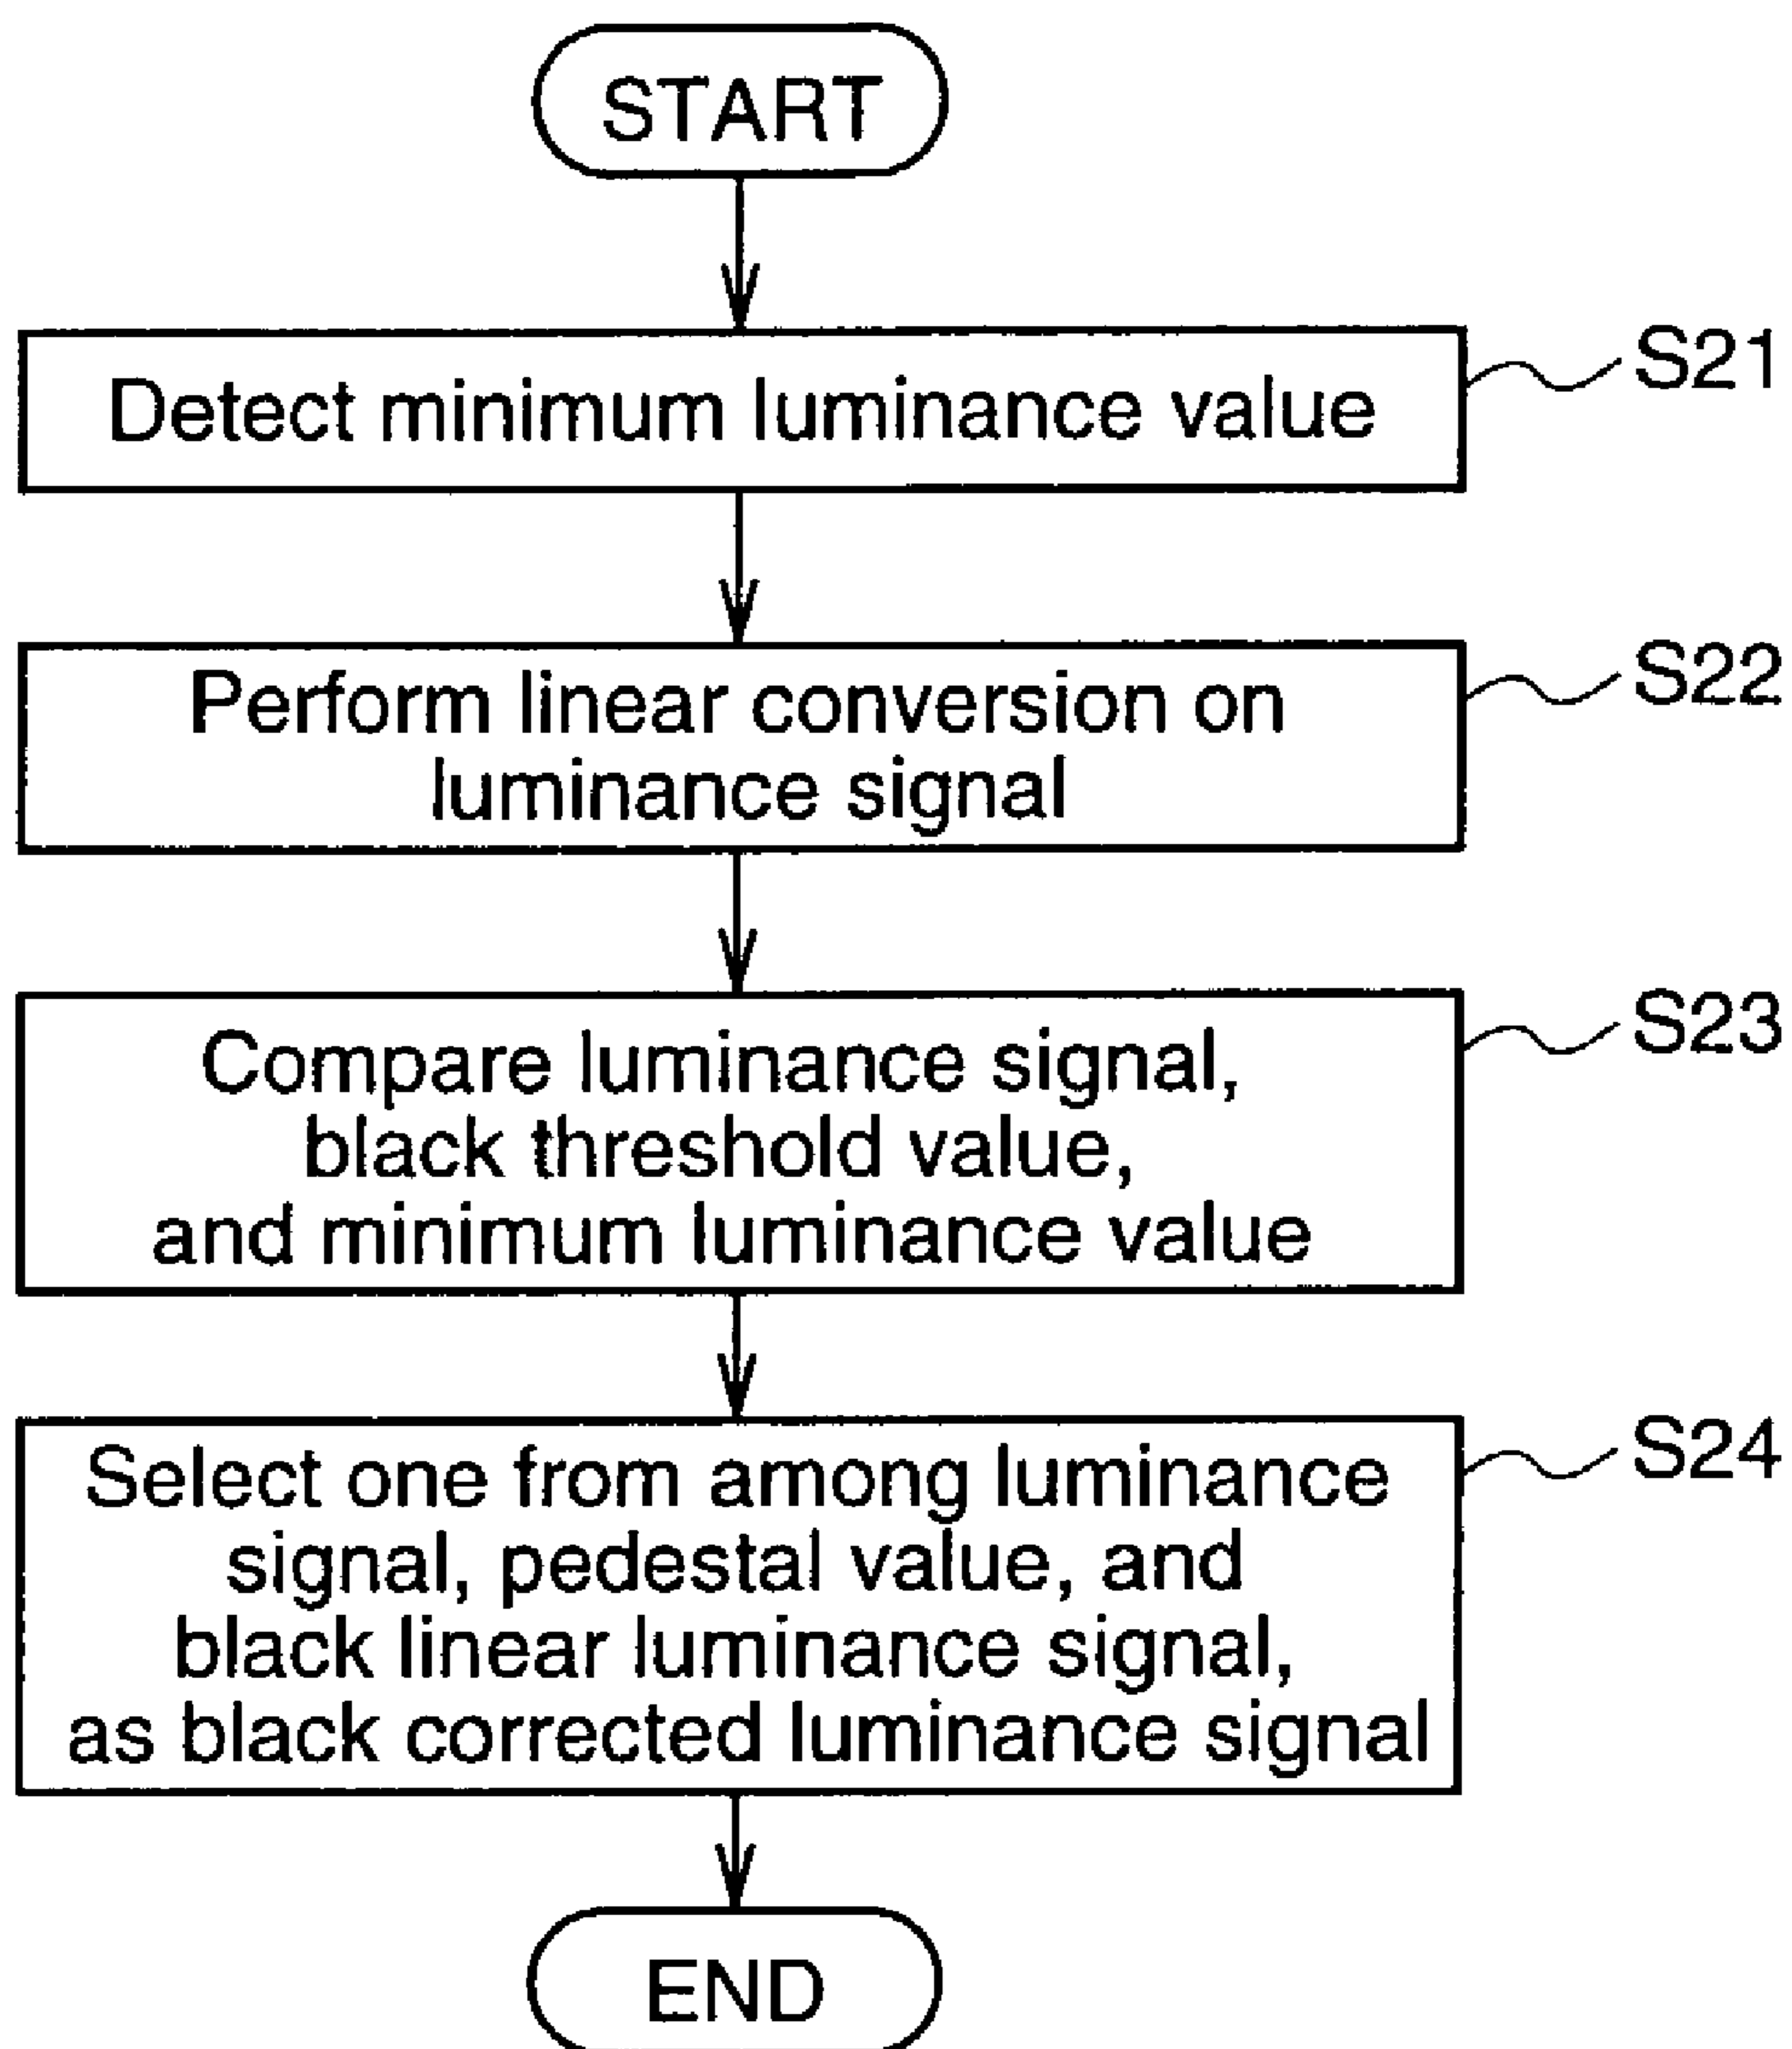 START
Detect minimum luminance value
S21
Perform linear conversion on
luminance signal
S22
Compare luminance signal,
black threshold value,
and minimum luminance value
S23
Select one from among luminance
signal, pedestal value, and
black linear luminance signal,
as black corrected luminance signal
S24
END